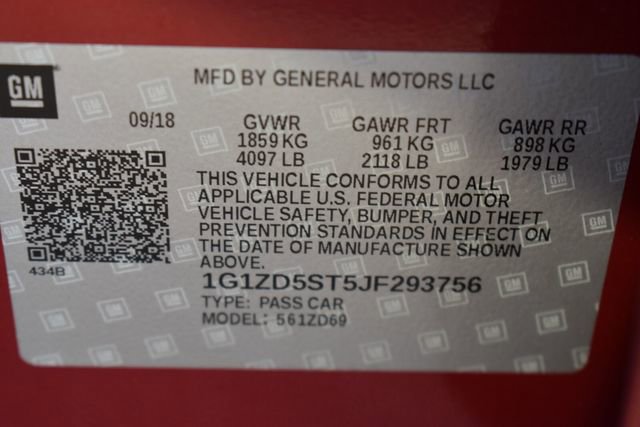 GM
MFD BY GENERAL MOTORS LLC
09/18 GVWR GAWR FRT GAWR RR
1859 KG 961 KG 898 KG
4097 LB 2118 LB 1979 LB
THIS VEHICLE CONFORMS TO ALL
APPLICABLE U.S. FEDERAL MOTOR
VEHICLE SAFETY, BUMPER, AND THEFT
PREVENTION STANDARDS IN EFFECT ON
THE DATE OF MANUFACTURE SHOWN
ABOVE.
434B
1G1ZD5ST5JF293756
TYPE: PASS CAR
MODEL: 561ZD69